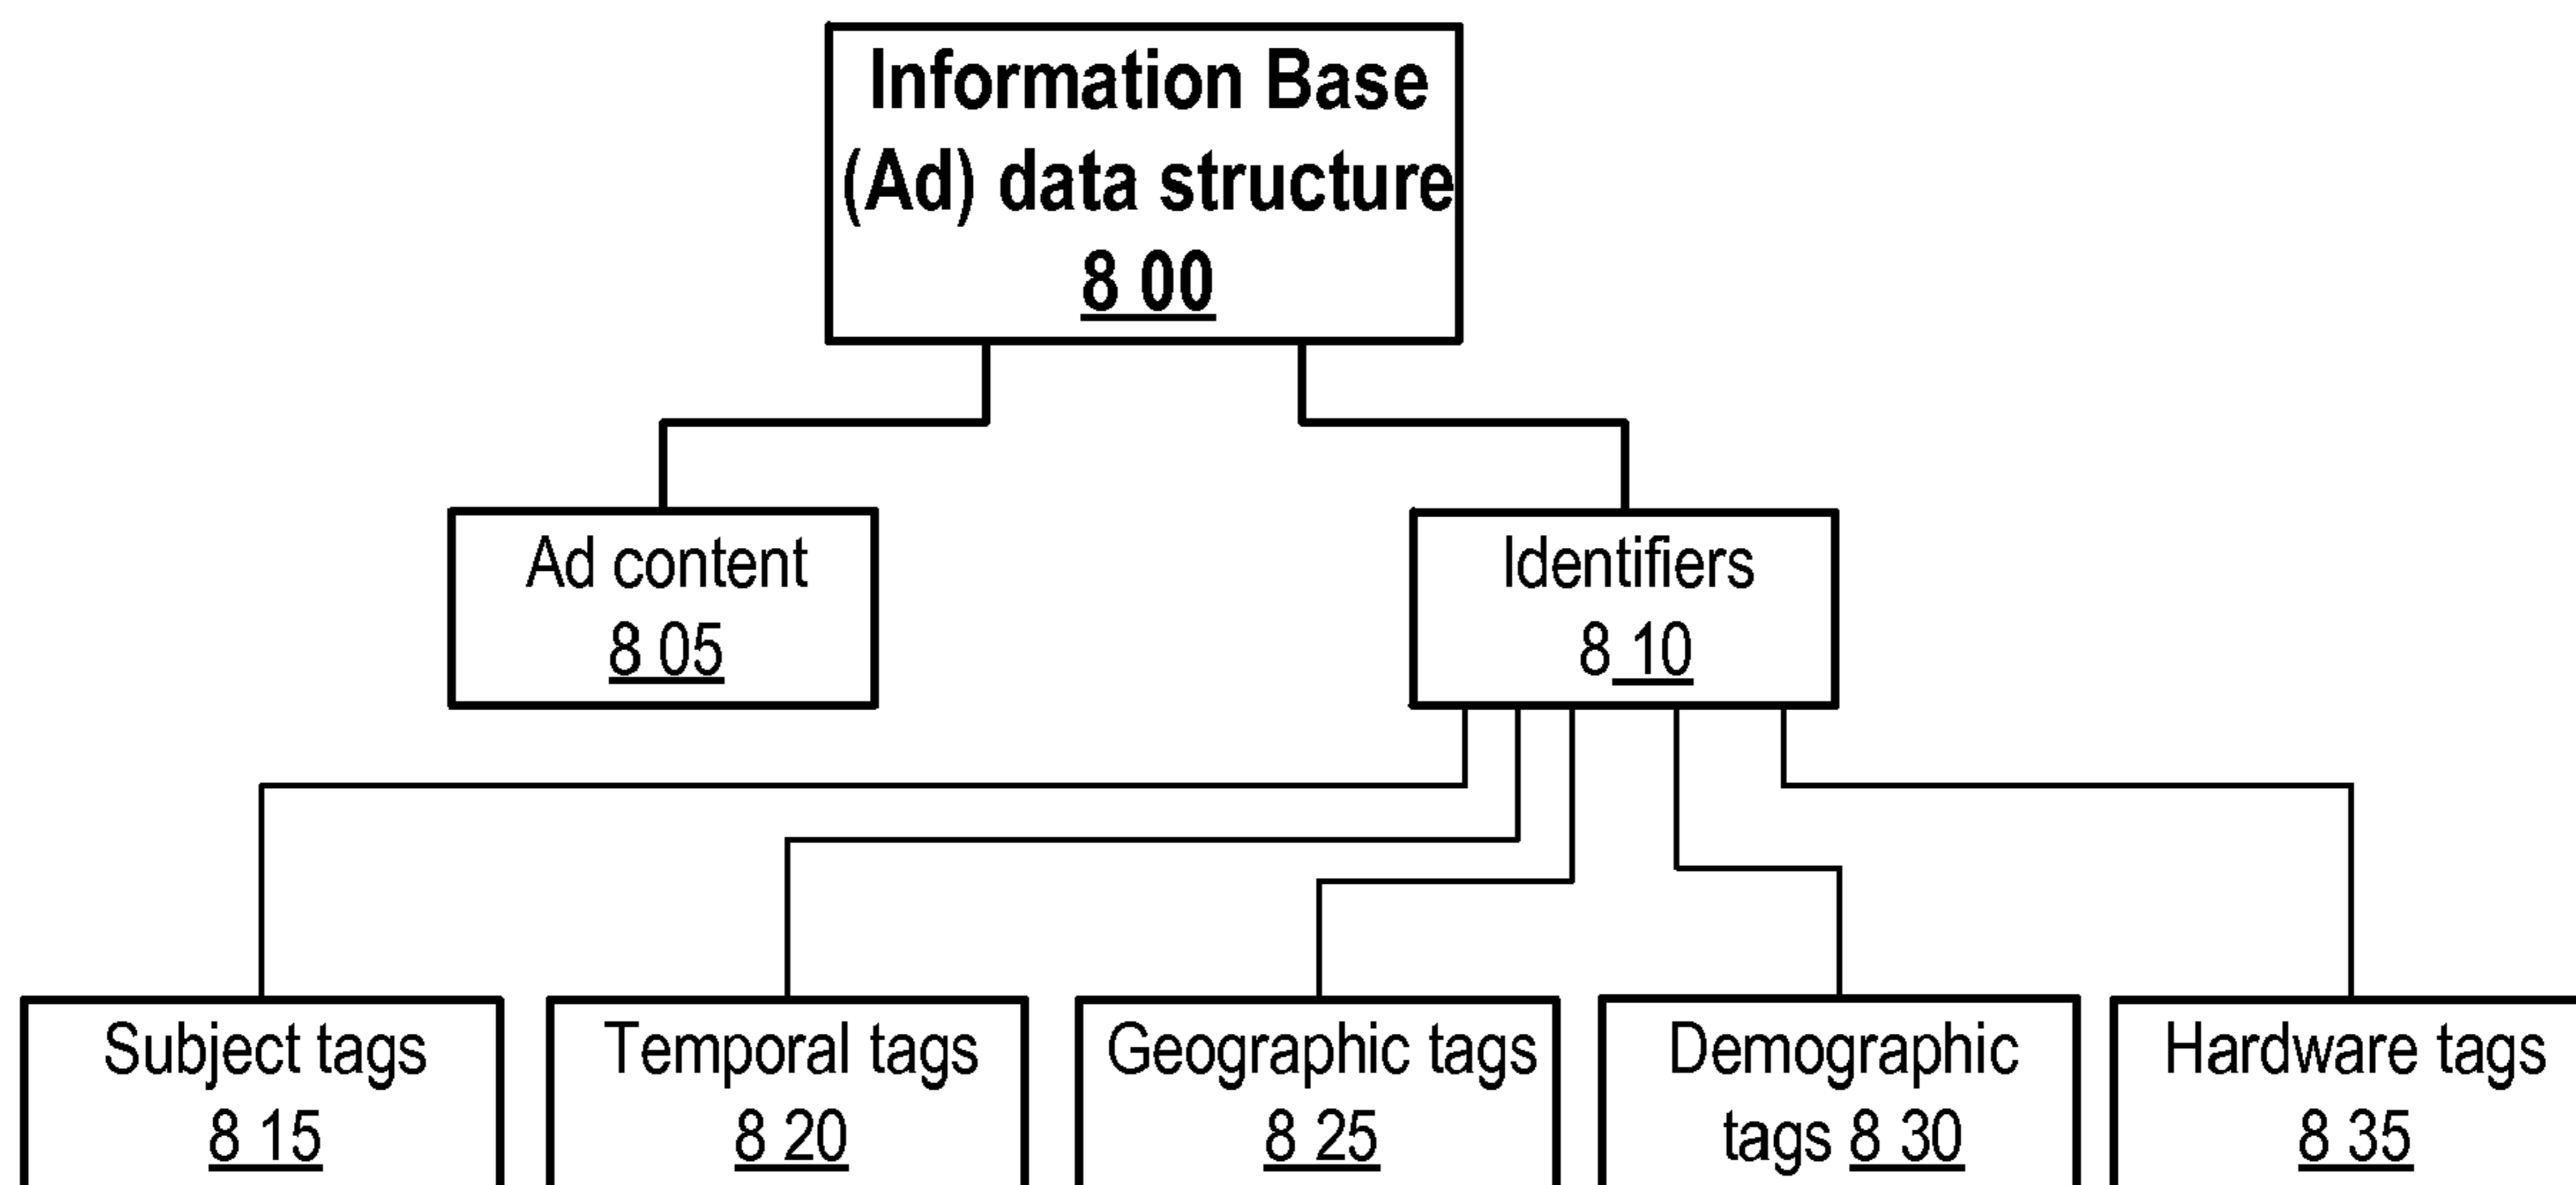 Information Base
(Ad) data structure
8 00
Ad content
8 05
Identifiers
8 10
Subject tags
8 15
Temporal tags
8 20
Geographic tags
8 25
Demographic
tags 8 30
Hardware tags
8 35